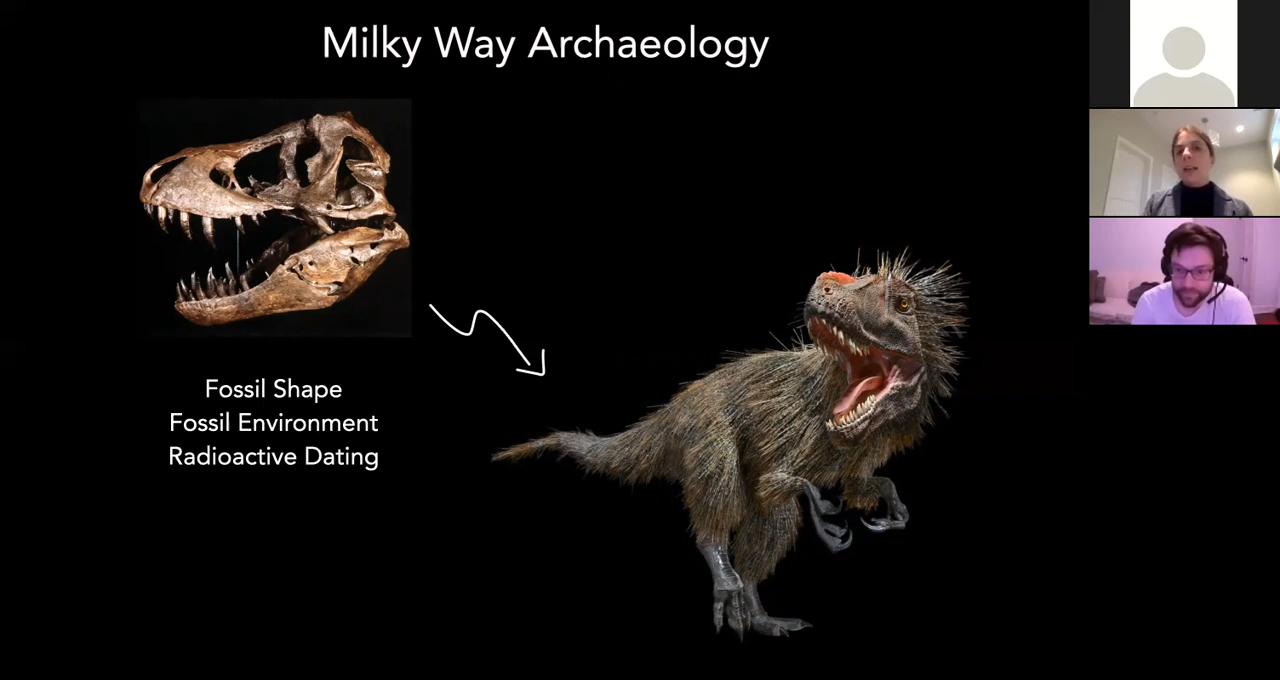 Milky Way Archaeology
Fossil Shape
Fossil Environment
Radioactive Dating